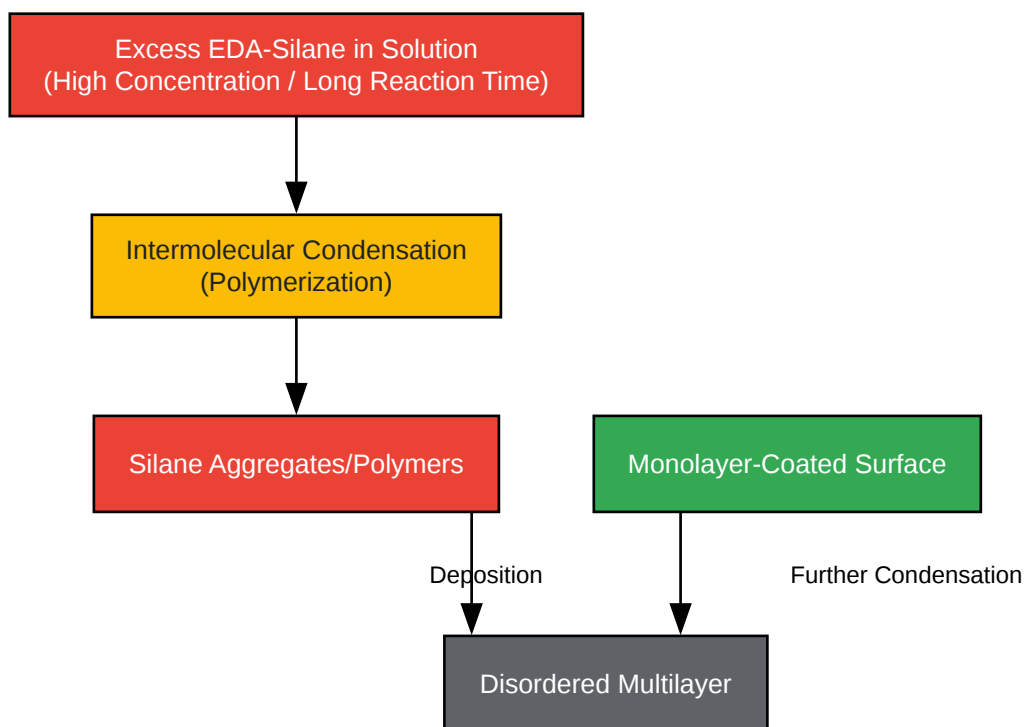 Excess EDA-Silane in Solution
(High Concentration / Long Reaction Time)
Intermolecular Condensation
(Polymerization)
Silane Aggregates/Polymers
Monolayer-Coated Surface
Deposition
Further Condensation
Disordered Multilayer